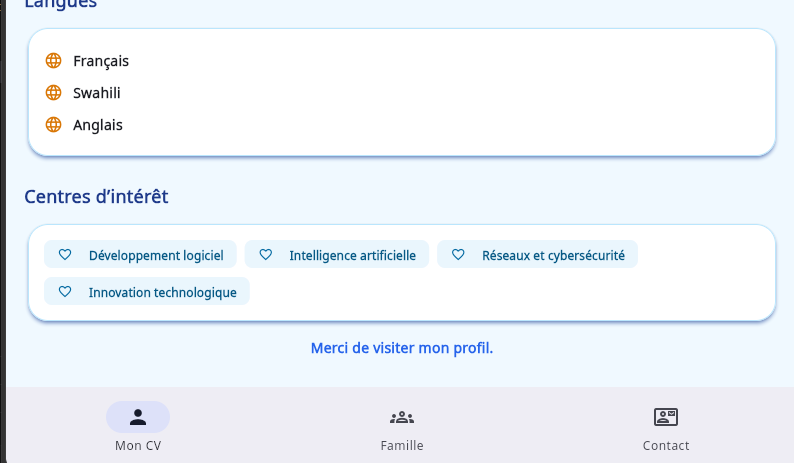 Langues
Français
Swahili
Anglais
Centres d’intérêt
Développement logiciel
Intelligence artificielle
Réseaux et cybersécurité
Innovation technologique
Merci de visiter mon profil.
Mon CV
Famille
Contact